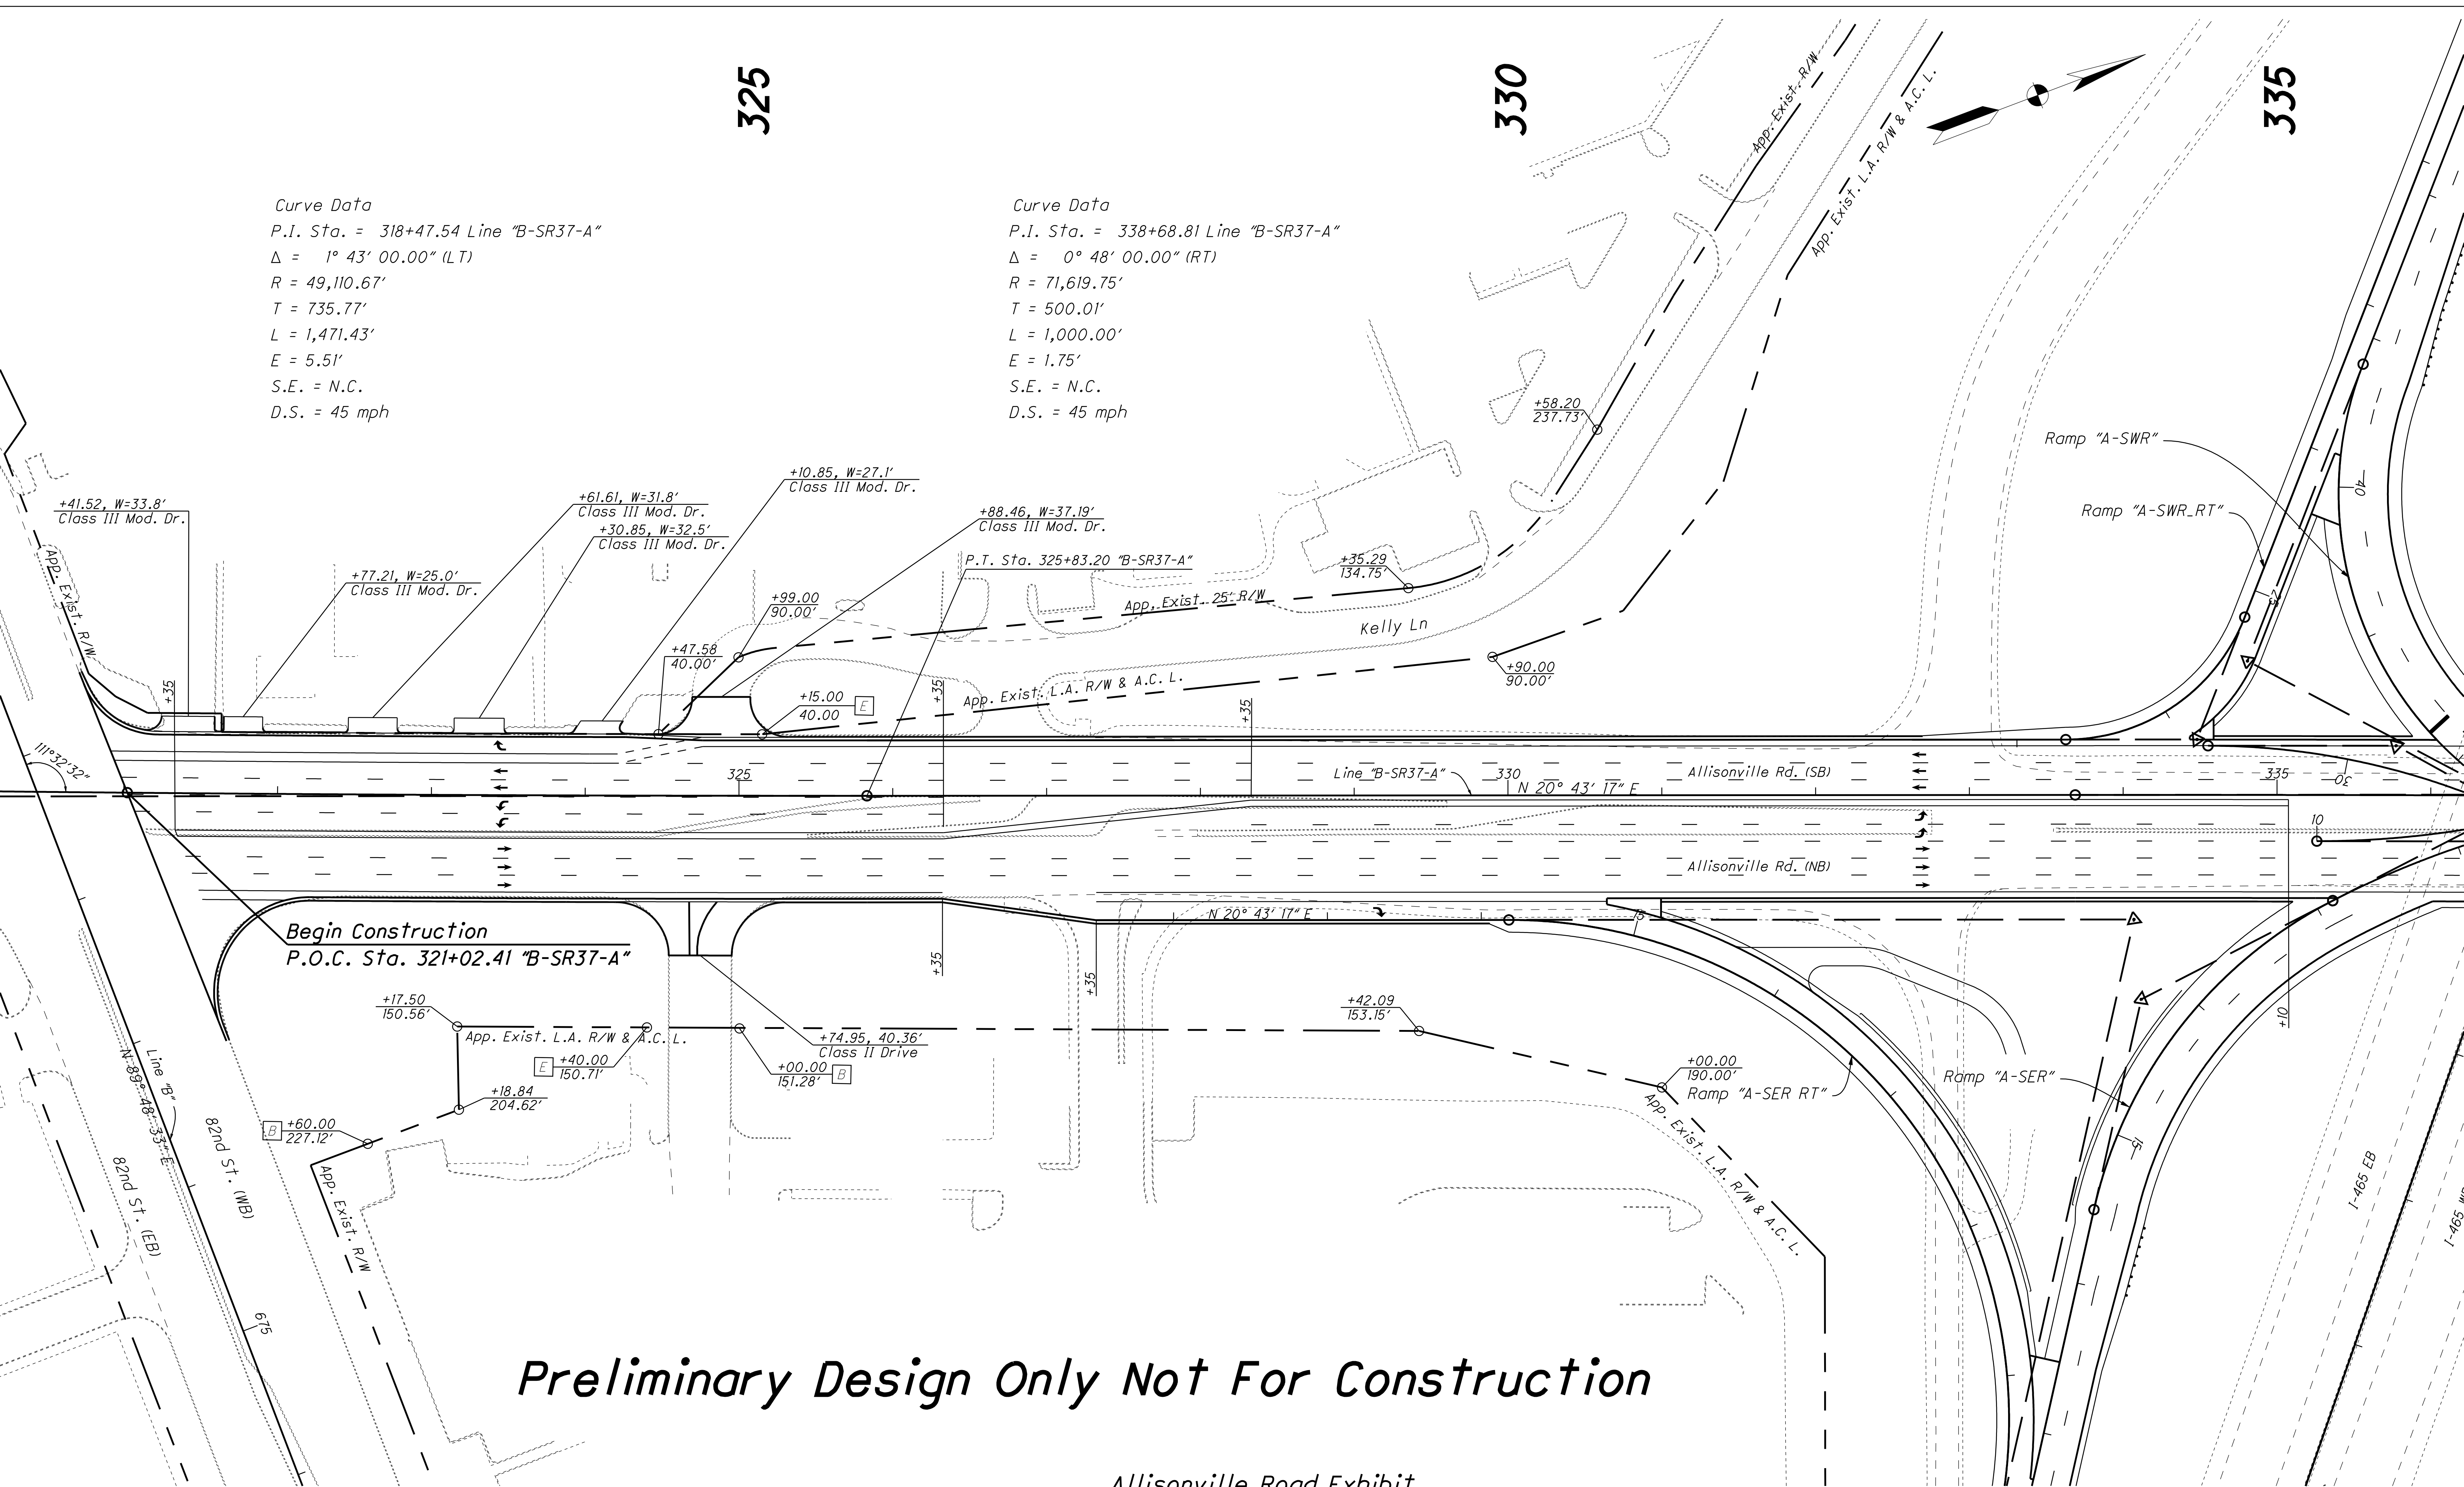 325
330
335
Curve Data
P.I. Sta. = 318+47.54 Line "B-SR37-A"
Δ = 1° 43' 00.00" (LT)
R = 49,110.67'
T = 735.77'
L = 1,471.43'
E = 5.51'
S.E. = N.C.
D.S. = 45 mph
Curve Data
P.I. Sta. = 338+68.81 Line "B-SR37-A"
Δ = 0° 48' 00.00" (RT)
R = 71,619.75'
T = 500.01'
L = 1,000.00'
E = 1.75'
S.E. = N.C.
D.S. = 45 mph
App. Exist. R/W
App. Exist. L.A. R/W & A.C.L.
+58.20
237.73'
Ramp "A-SWR"
Ramp "A-SWR_RT"
40
25
+41.52, W=33.8'
Class III Mod. Dr.
+77.21, W=25.0'
Class III Mod. Dr.
+61.61, W=31.8'
Class III Mod. Dr.
+30.85, W=32.5'
Class III Mod. Dr.
+10.85, W=27.1'
Class III Mod. Dr.
+88.46, W=37.19'
Class III Mod. Dr.
P.T. Sta. 325+83.20 "B-SR37-A"
+35.29
134.75'
App. Exist. R/W
+99.00
90.00'
App. Exist. 25' R/W
Kelly Ln
+47.58
40.00'
+15.00
40.00
E
App. Exist. L.A. R/W & A.C.L.
+90.00
90.00'
+35
+35
+35
111°32'32"
325
Line "B-SR37-A"
330
N 20° 43' 17" E
Allisonville Rd. (SB)
335
30
10
Allisonville Rd. (NB)
Begin Construction
P.O.C. Sta. 321+02.41 "B-SR37-A"
N 20° 43' 17" E
15
+35
+35
+10
+17.50
150.56'
App. Exist. L.A. R/W & A.C.L.
E
+40.00
150.71'
+00.00
151.28'
B
+74.95, 40.36'
Class II Drive
+42.09
153.15'
+00.00
190.00'
Ramp "A-SER RT"
Ramp "A-SER"
15
+18.84
204.62'
B
+60.00
227.12'
App. Exist. R/W
App. Exist. L.A. R/W & A.C.L.
Line "B"
N 89° 48' 33" E
82nd St. (WB)
82nd St. (EB)
675
I-465 EB
I-465
Preliminary Design Only Not For Construction
Allisonville Road Exhibit